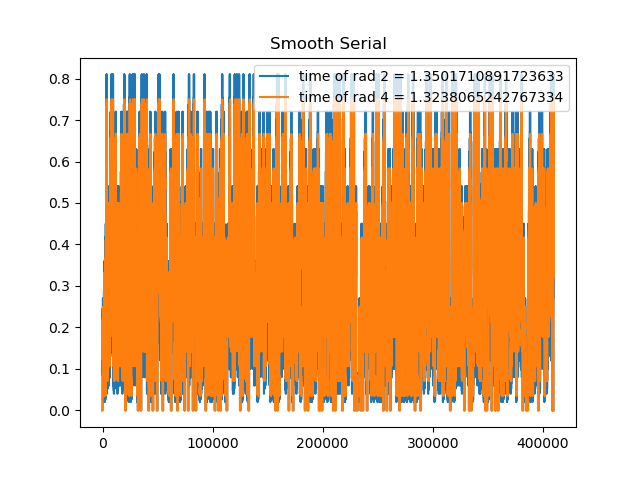 Smooth Serial
time of rad 2 = 1.3501710891723633
time of rad 4 = 1.3238065242767334
0.8
0.7
0.6
0.5
0.4
0.3
0.2
0.1
0.0
0 100000 200000 300000 400000